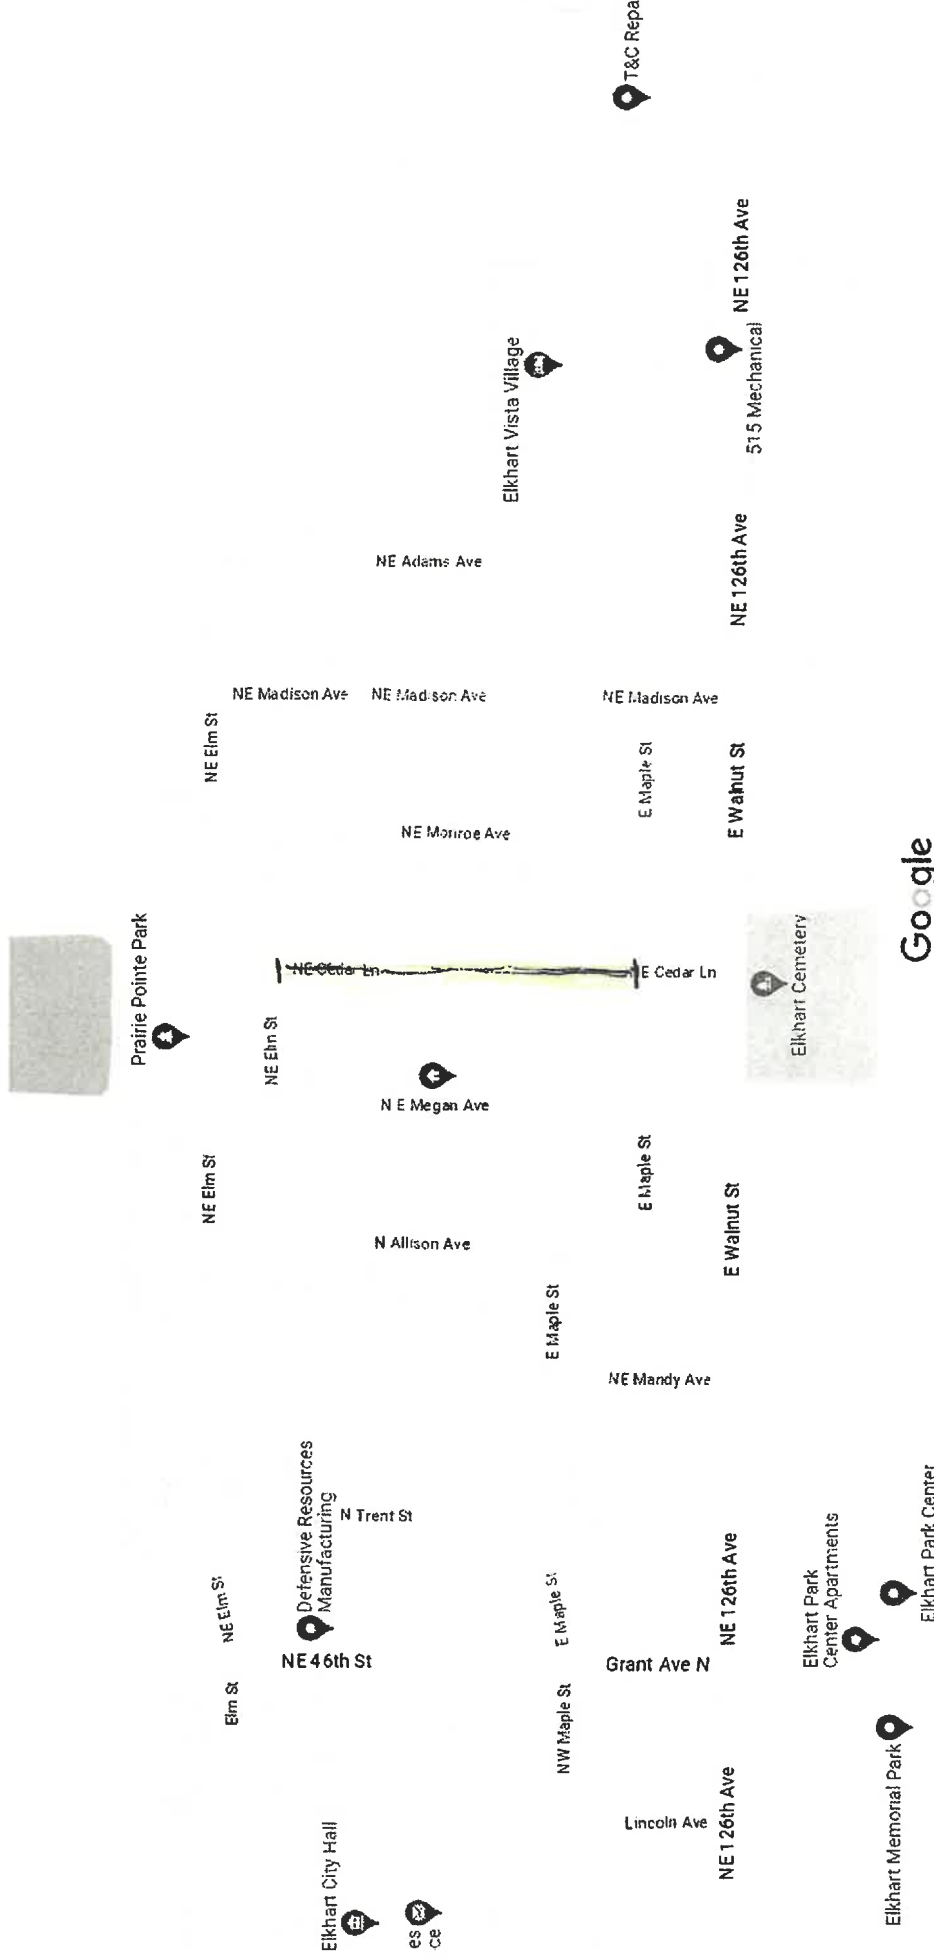 Prairie Pointe Park
Elm St
NE Elm St
NE Elm St
NE Elm St
NE Elm St
Elkhart City Hall
NE 46th St
Defensive Resources
Manufacturing
N Trent St
NE Cedar Ln
NE Madison Ave
es
ce
N Allison Ave
N E Megan Ave
NE Monroe Ave
NE Madison Ave
NE Adams Ave
Elkhart Vista Village
NW Maple St
E Maple St
E Maple St
Lincoln Ave
Grant Ave N
NE Mandy Ave
E Maple St
E Cedar Ln
E Maple St
NE Madison Ave
T&C Repa
NE 126th Ave
NE 126th Ave
E Walnut St
E Walnut St
NE 126th Ave
NE 126th Ave
515 Mechanical
Elkhart Park
Center Apartments
Elkhart Cemetery
Elkhart Memorial Park
Elkhart Park Center
Google